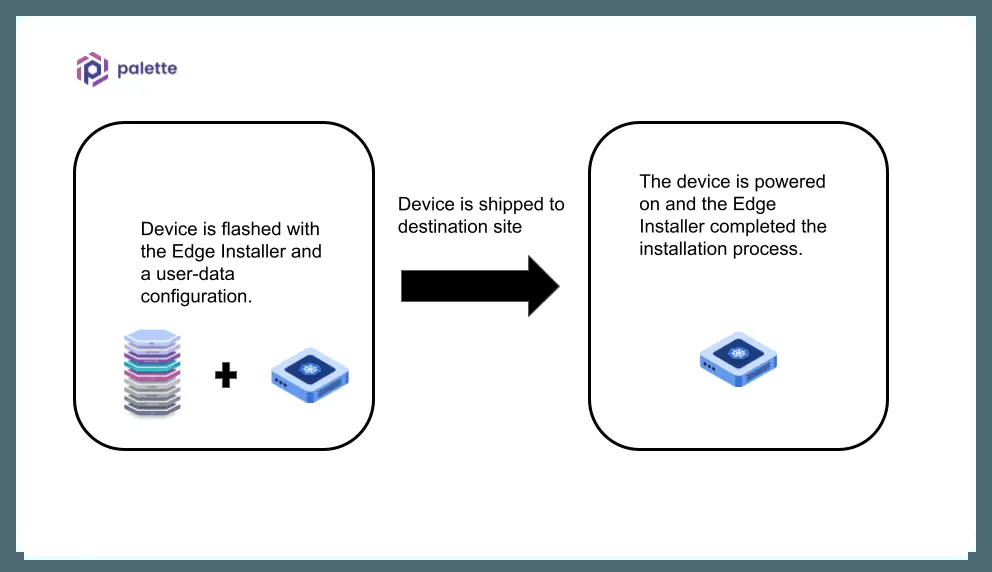 palette
Device is flashed with
the Edge Installer and
a user-data
configuration.
Device is shipped to
destination site
The device is powered
on and the Edge
Installer completed the
installation process.